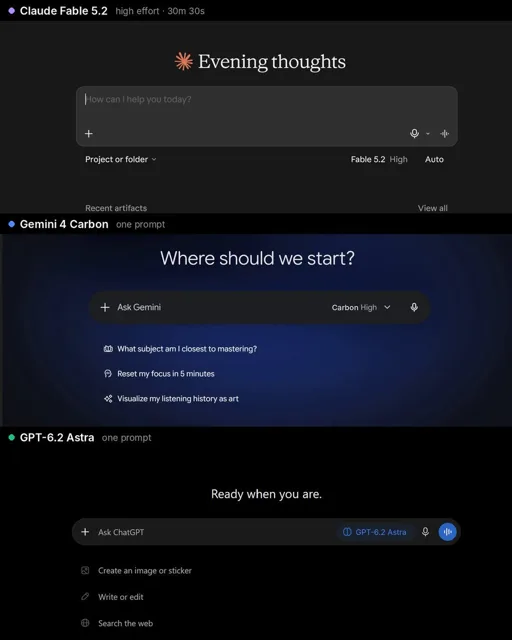 Claude Fable 5.2 high effort · 30m 30s
Evening thoughts
How can I help you today?
Project or folder
Fable 5.2 High Auto
Recent artifacts View all
Gemini 4 Carbon one prompt
Where should we start?
Ask Gemini Carbon High
What subject am I closest to mastering?
Reset my focus in 5 minutes
Visualize my listening history as art
GPT-6.2 Astra one prompt
Ready when you are.
Ask ChatGPT GPT-6.2 Astra
Create an image or sticker
Write or edit
Search the web